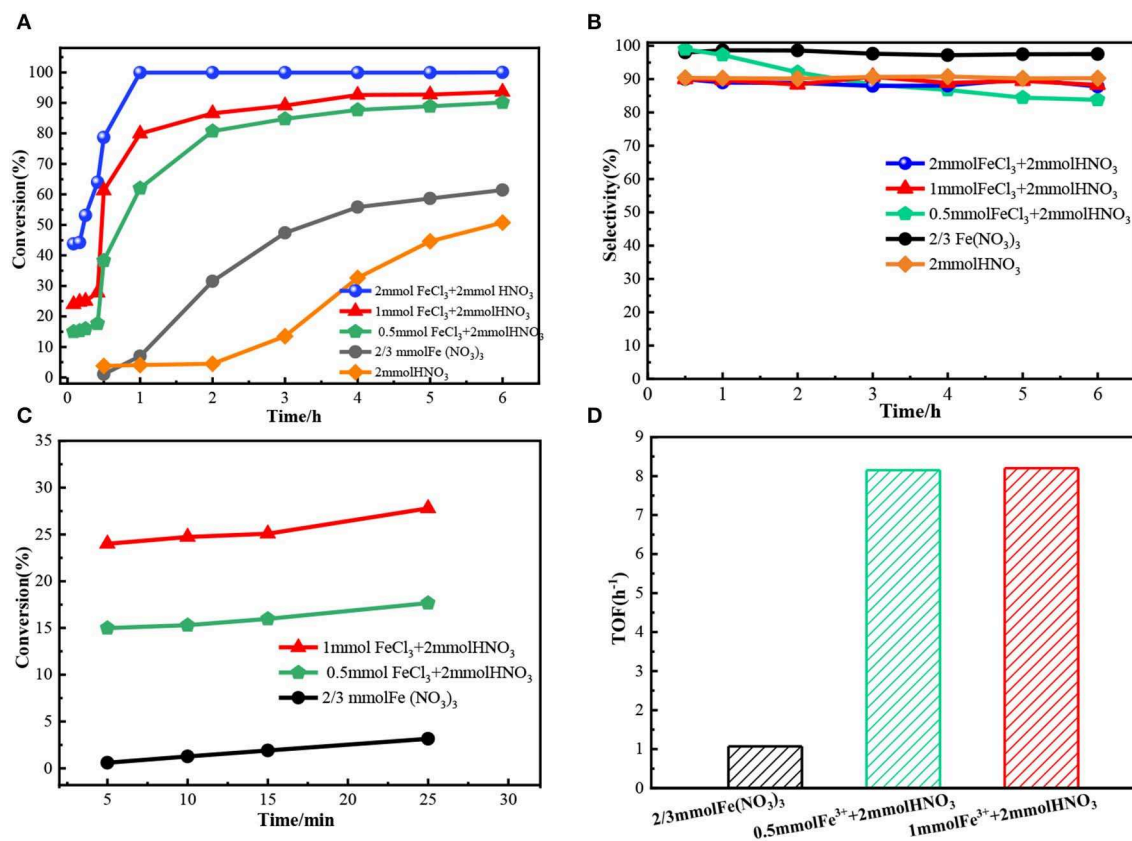 A
Conversion(%)
100
90
80
70
60
50
40
30
20
10
0
0
1
2
3
4
5
6
Time/h
2mmol FeCl₃+2mmol HNO₃
1mmol FeCl₃+2mmolHNO₃
0.5mmol FeCl₃+2mmolHNO₃
2/3 mmolFe (NO₃)₃
2mmolHNO₃
B
Selectivity(%)
100
90
80
70
60
50
40
30
90
10
0
0
1
2
3
4
5
6
Time/h
2mmolFeCl₃+2mmolHNO₃
1mmolFeCl₃+2mmolHNO₃
0.5mmolFeCl₃+2mmolHNO₃
2/3 Fe(NO₃)₃
2mmolHNO₃
C
Conversion(%)
35
30
25
20
15
10
5
0
5
10
15
20
25
30
Time/min
1mmol FeCl₃+2mmolHNO₃
0.5mmol FeCl₃+2mmolHNO₃
2/3 mmolFe (NO₃)₃
D
TOF(h⁻¹)
9
8
7
6
5
4
3
2
1
0
2/3mmolFe(NO₃)₃
0.5mmolFe³⁺+2mmolHNO₃
1mmolFe³⁺+2mmolHNO₃